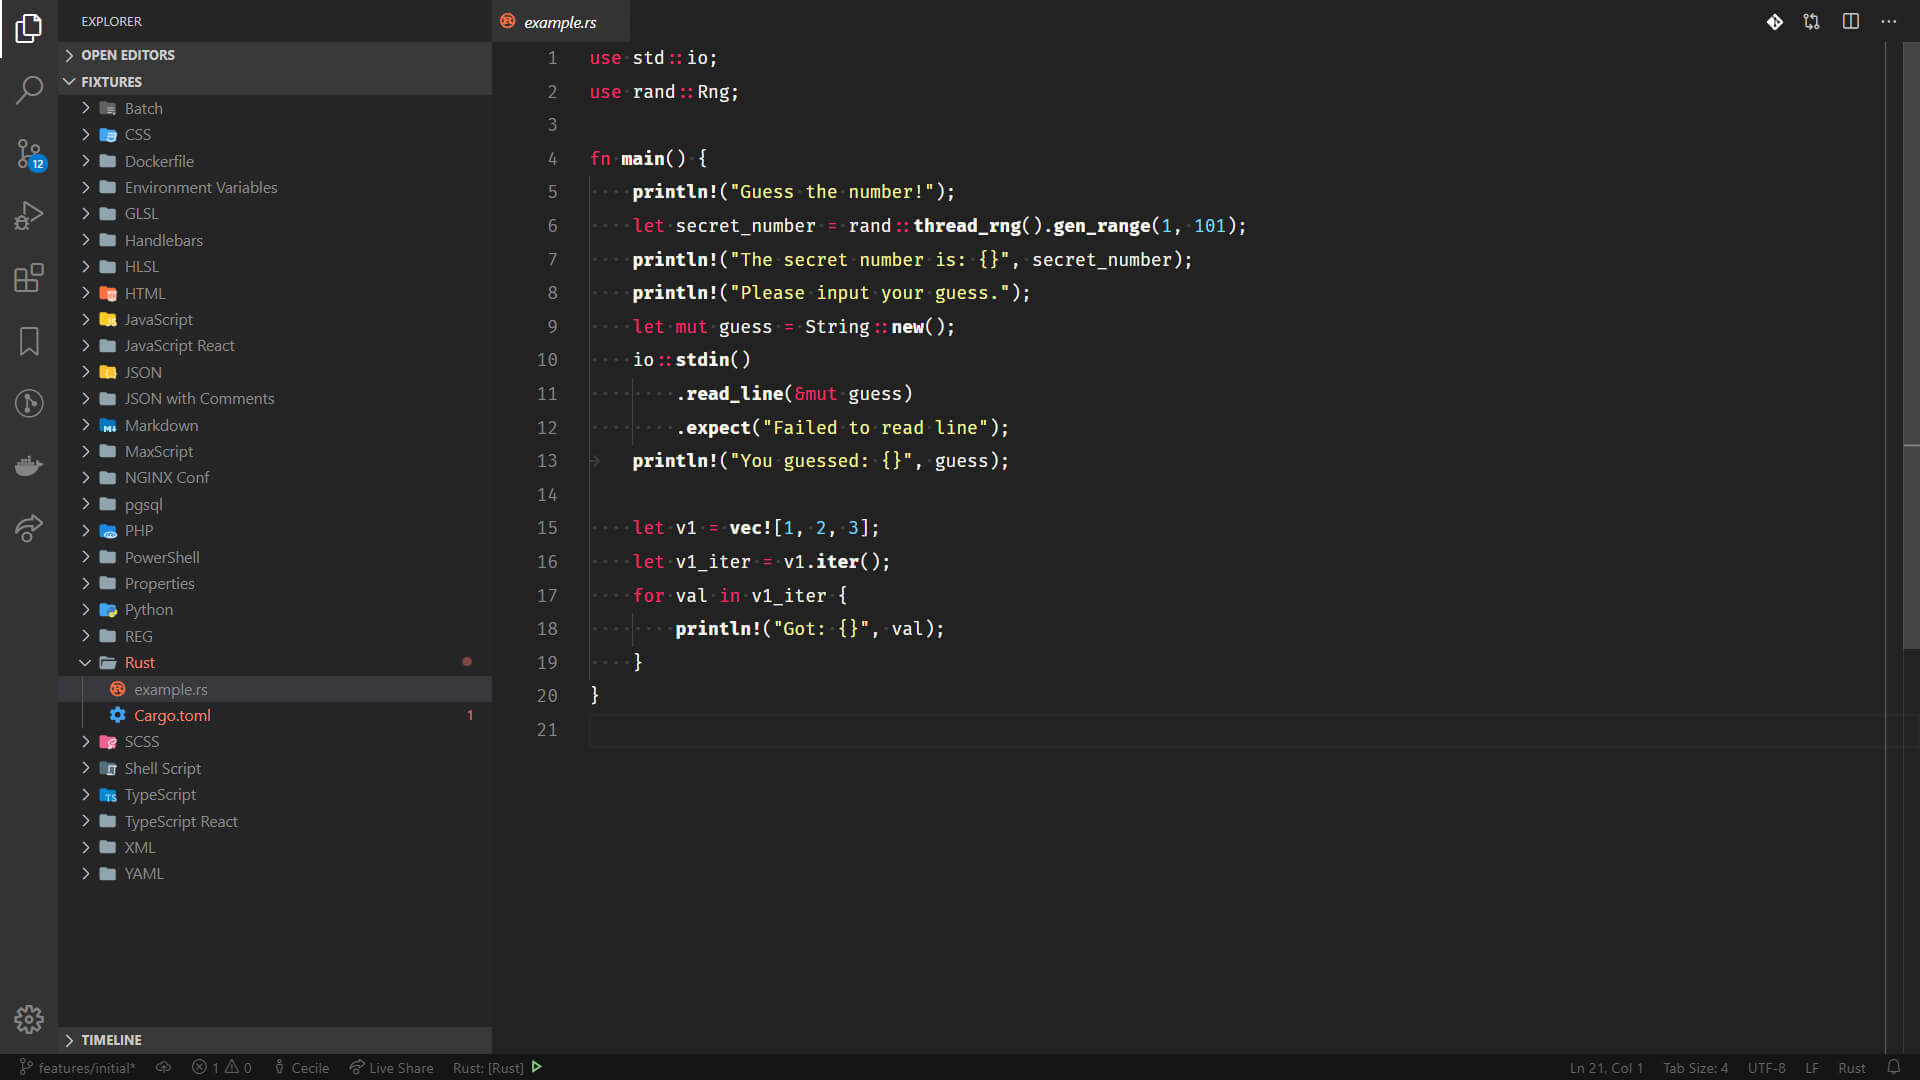 EXPLORER
OPEN EDITORS
FIXTURES
Batch
CSS
Dockerfile
Environment Variables
GLSL
Handlebars
HLSL
HTML
JavaScript
JavaScript React
JSON
JSON with Comments
Markdown
MaxScript
NGINX Conf
pgsql
PHP
PowerShell
Properties
Python
REG
Rust
example.rs
Cargo.toml 1
SCSS
Shell Script
TypeScript
TypeScript React
XML
YAML
TIMELINE
12
example.rs
1 use std::io;
2 use rand::Rng;
3
4 fn main() {
5     println!("Guess the number!");
6     let secret_number = rand::thread_rng().gen_range(1, 101);
7     println!("The secret number is: {}", secret_number);
8     println!("Please input your guess.");
9     let mut guess = String::new();
10     io::stdin()
11         .read_line(&mut guess)
12         .expect("Failed to read line");
13     println!("You guessed: {}", guess);
14
15     let v1 = vec![1, 2, 3];
16     let v1_iter = v1.iter();
17     for val in v1_iter {
18         println!("Got: {}", val);
19     }
20 }
21
features/initial* 1 0 Cecile Live Share Rust: [Rust] Ln 21, Col 1 Tab Size: 4 UTF-8 LF Rust